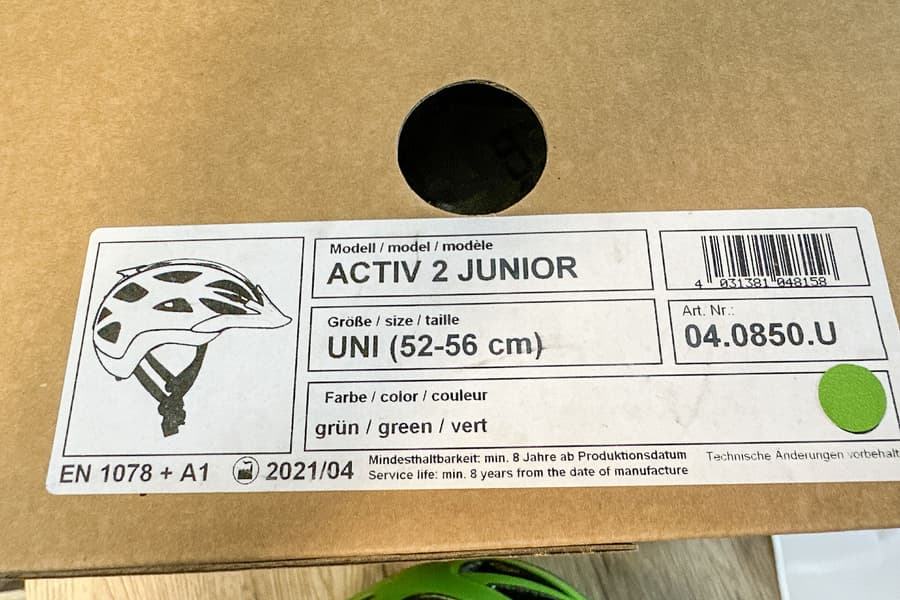 Modell / model / modèle
ACTIV 2 JUNIOR
4 031381 048158
Größe / size / taille
UNI (52-56 cm)
Art. Nr.:
04.0850.U
Farbe / color / couleur
grün / green / vert
EN 1078 + A1
2021/04
Mindesthaltbarkeit: min. 8 Jahre ab Produktionsdatum
Service life: min. 8 years from the date of manufacture
Technische Änderungen vorbehalt